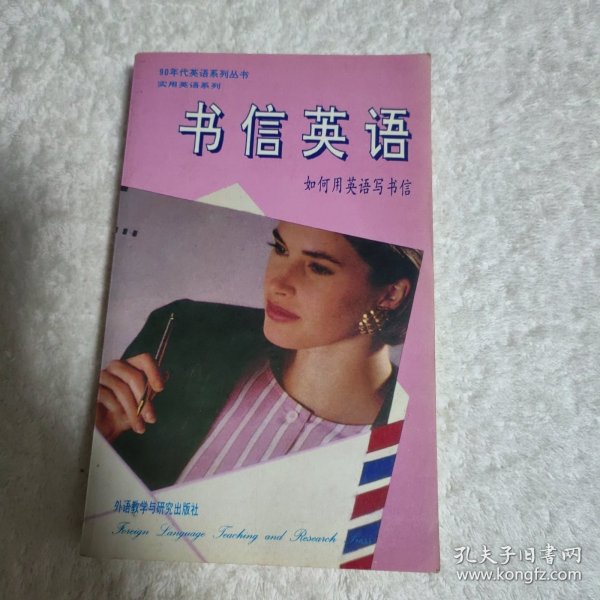 90年代英语系列丛书
实用英语系列
书信英语
如何用英语写书信
外语教学与研究出版社
Foreign Language Teaching and Research Press
孔夫子旧书网
www.kongfz.com